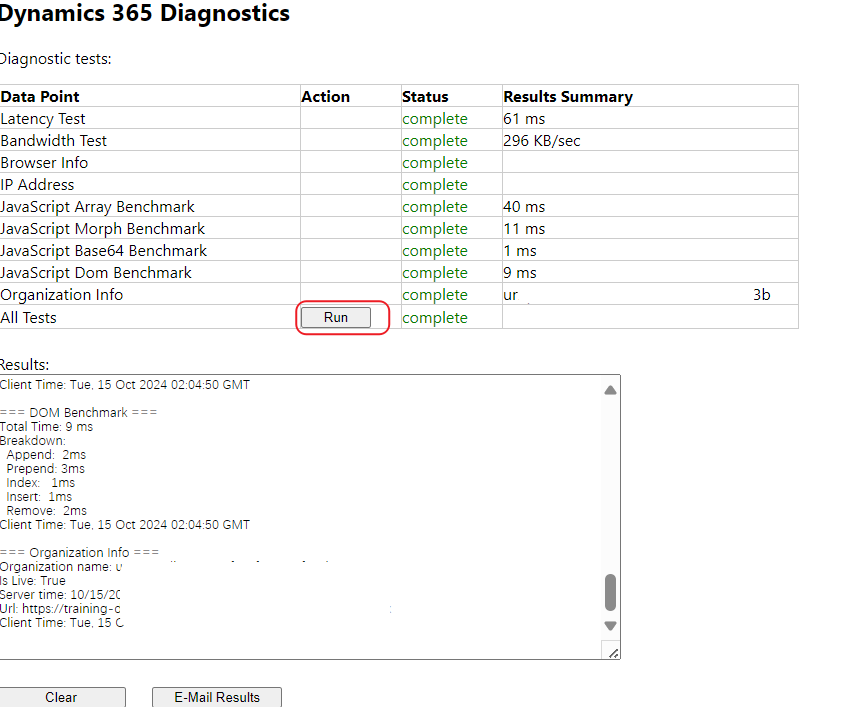 Dynamics 365 Diagnostics
Diagnostic tests:
Data Point Action Status Results Summary
Latency Test complete 61 ms
Bandwidth Test complete 296 KB/sec
Browser Info complete
IP Address complete
JavaScript Array Benchmark complete 40 ms
JavaScript Morph Benchmark complete 11 ms
JavaScript Base64 Benchmark complete 1 ms
JavaScript Dom Benchmark complete 9 ms
Organization Info complete ur 3b
All Tests Run complete
Results:
Client Time: Tue, 15 Oct 2024 02:04:50 GMT
=== DOM Benchmark ===
Total Time: 9 ms
Breakdown:
Append: 2ms
Prepend: 3ms
Index: 1ms
Insert: 1ms
Remove: 2ms
Client Time: Tue, 15 Oct 2024 02:04:50 GMT
=== Organization Info ===
Organization name:
Is Live: True
Server time: 10/15/20
Url: https://training-
Client Time: Tue, 15
Clear E-Mail Results